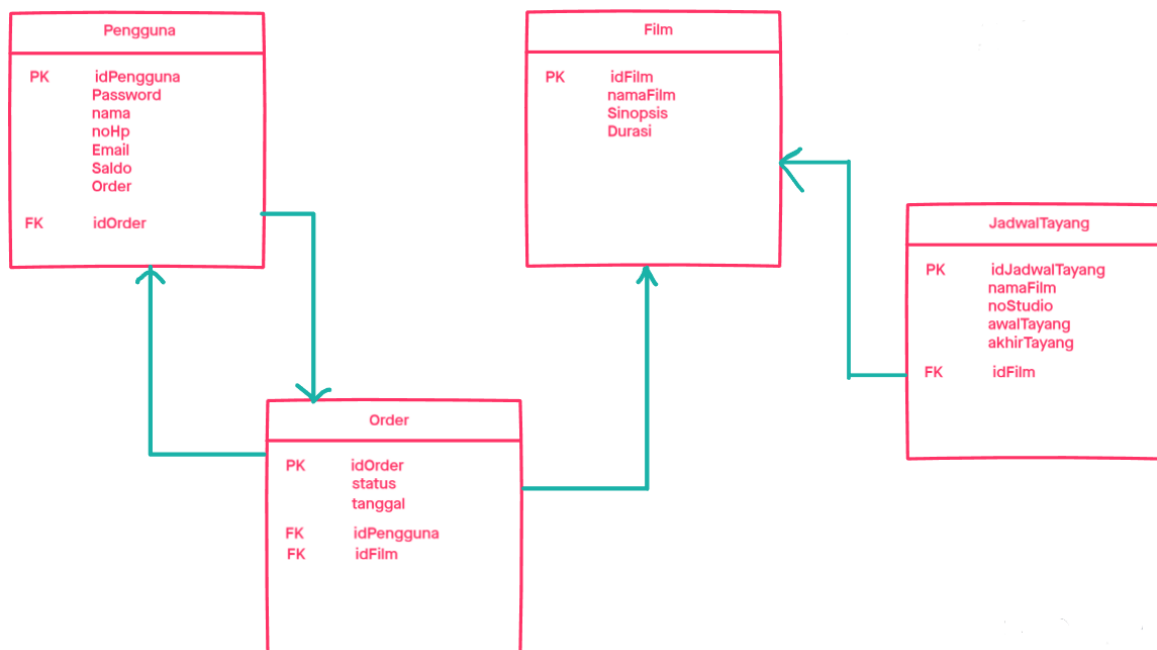 Pengguna
PK idPengguna
Password
nama
noHp
Email
Saldo
Order
FK idOrder
Film
PK idFilm
namaFilm
Sinopsis
Durasi
JadwalTayang
PK idJadwalTayang
namaFilm
noStudio
awalTayang
akhirTayang
FK idFilm
Order
PK idOrder
status
tanggal
FK idPengguna
FK idFilm